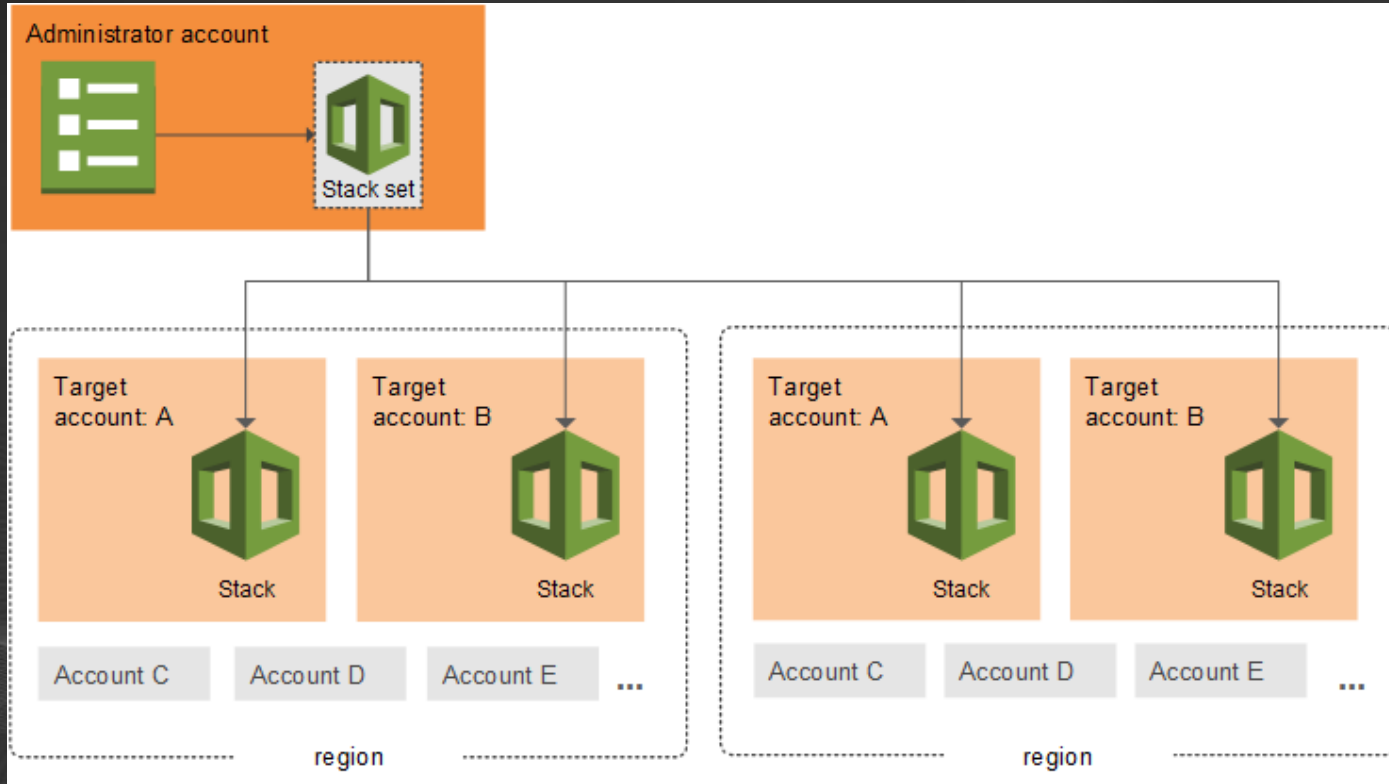 Administrator account
Stack set
Target
account: A
Stack
Target
account: B
Stack
Account C
Account D
Account E
...
region
Target
account: A
Stack
Target
account: B
Stack
Account C
Account D
Account E
...
region